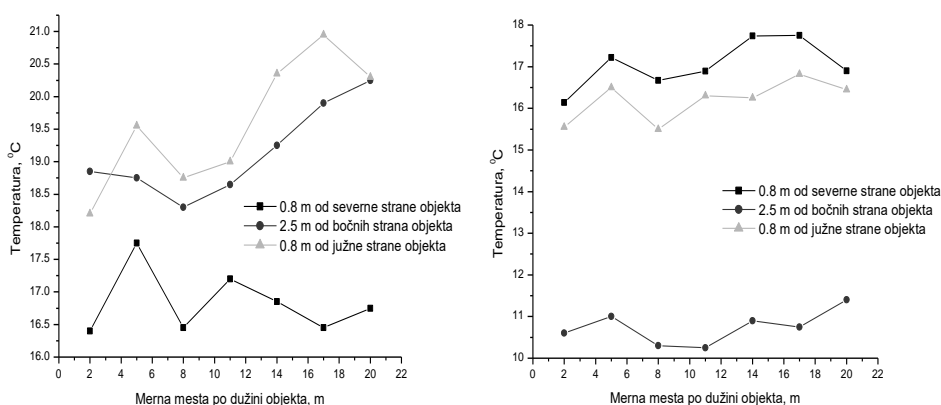 21.0
20.5
20.0
19.5
19.0
18.5
18.0
17.5
17.0
16.5
16.0
Temperatura, °C
0.8 m od severne strane objekta
2.5 m od bočnih strana objekta
0.8 m od južne strane objekta
0 2 4 6 8 10 12 14 16 18 20 22
Merna mesta po dužini objekta, m
18
17
16
15
14
13
12
11
10
Temperatura, °C
0.8 m od severne strane objekta
2.5 m od bočnih strana objekta
0.8 m od južne strane objekta
0 2 4 6 8 10 12 14 16 18 20 22
Merna mesta po dužini objekta, m